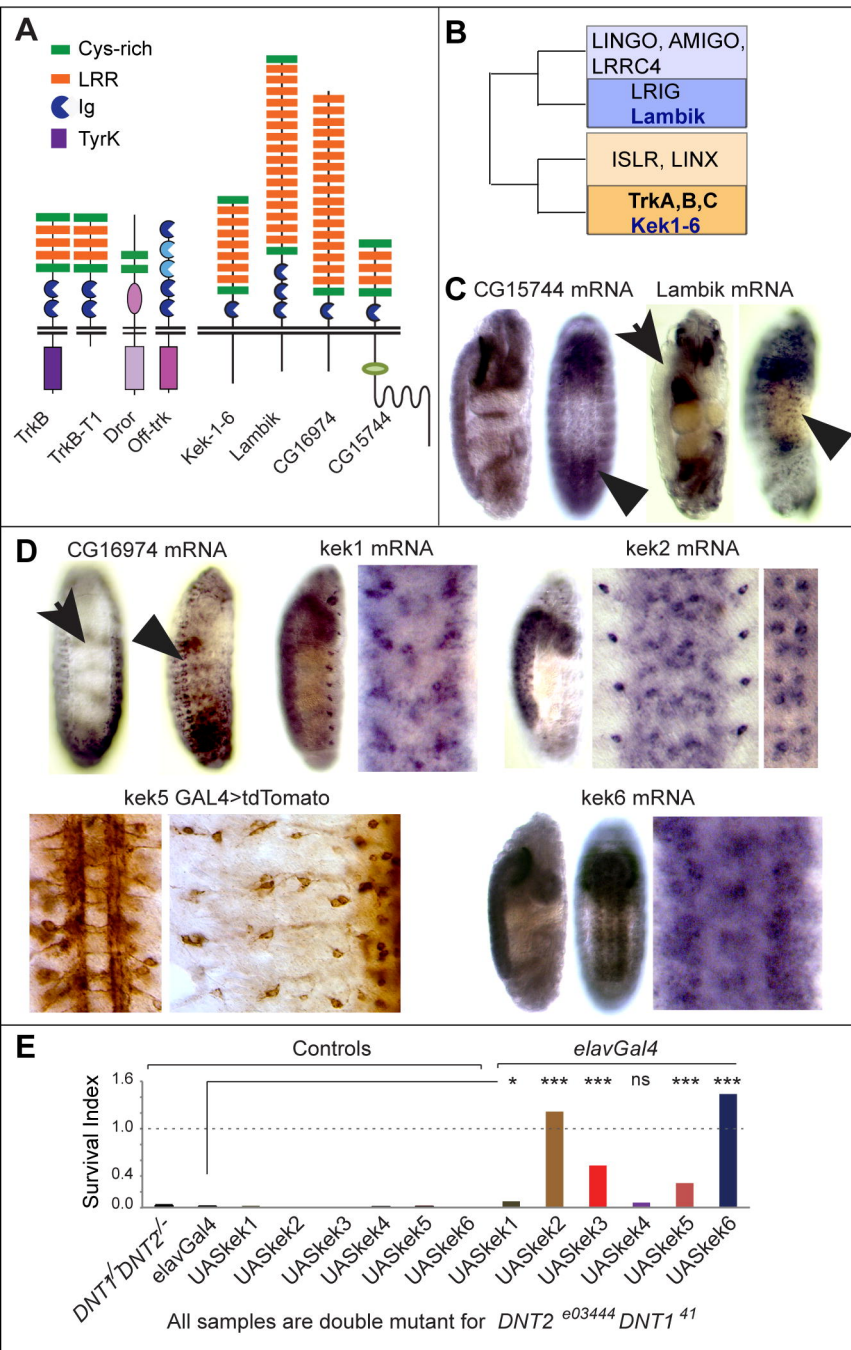 A
Cys-rich
LRR
Ig
TyrK
TrkB
TrkB-T1
Dror
Off-trk
Kek-1-6
Lambik
CG16974
CG15744
B
LINGO, AMIGO,
LRRC4
LRIG
Lambik
ISLR, LINX
TrkA,B,C
Kek1-6
C
CG15744 mRNA
Lambik mRNA
D
CG16974 mRNA
kek1 mRNA
kek2 mRNA
kek5 GAL4>tdTomato
kek6 mRNA
E
Controls
elavGal4
* *** *** ns *** ***
Survival Index
1.6
1.0
0.4
0.0
DNT1-/DNT2-/-
elavGal4
UASkek1
UASkek2
UASkek3
UASkek4
UASkek5
UASkek6
UASkek1
UASkek2
UASkek3
UASkek4
UASkek5
UASkek6
All samples are double mutant for DNT2 e03444 DNT1 41